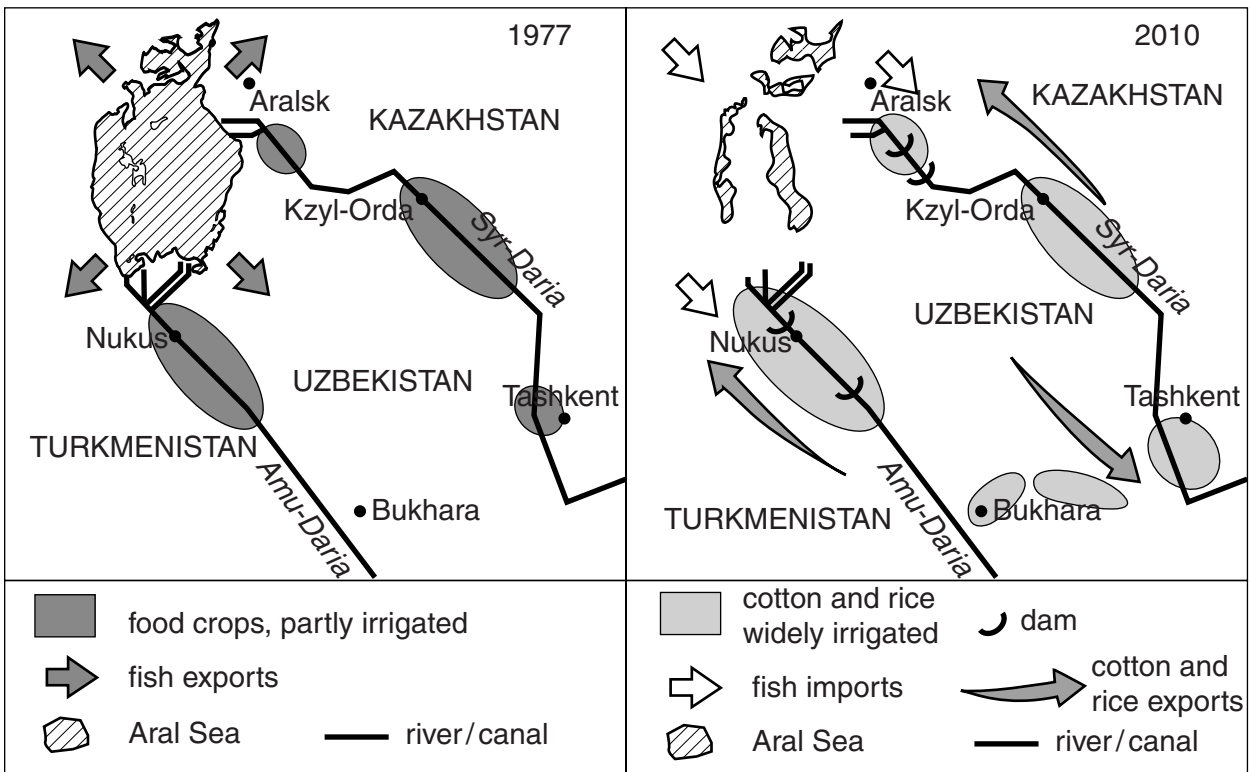 1977
Aralsk
KAZAKHSTAN
Kzyl-Orda
Syr-Daria
Nukus
UZBEKISTAN
Tashkent
TURKMENISTAN
Amu-Daria
Bukhara
food crops, partly irrigated
fish exports
Aral Sea
river/canal
2010
KAZAKHSTAN
Aralsk
Kzyl-Orda
Syr-Daria
UZBEKISTAN
Nukus
Tashkent
TURKMENISTAN
Amu-Daria
Bukhara
cotton and rice
widely irrigated
dam
fish imports
cotton and
rice exports
Aral Sea
river/canal